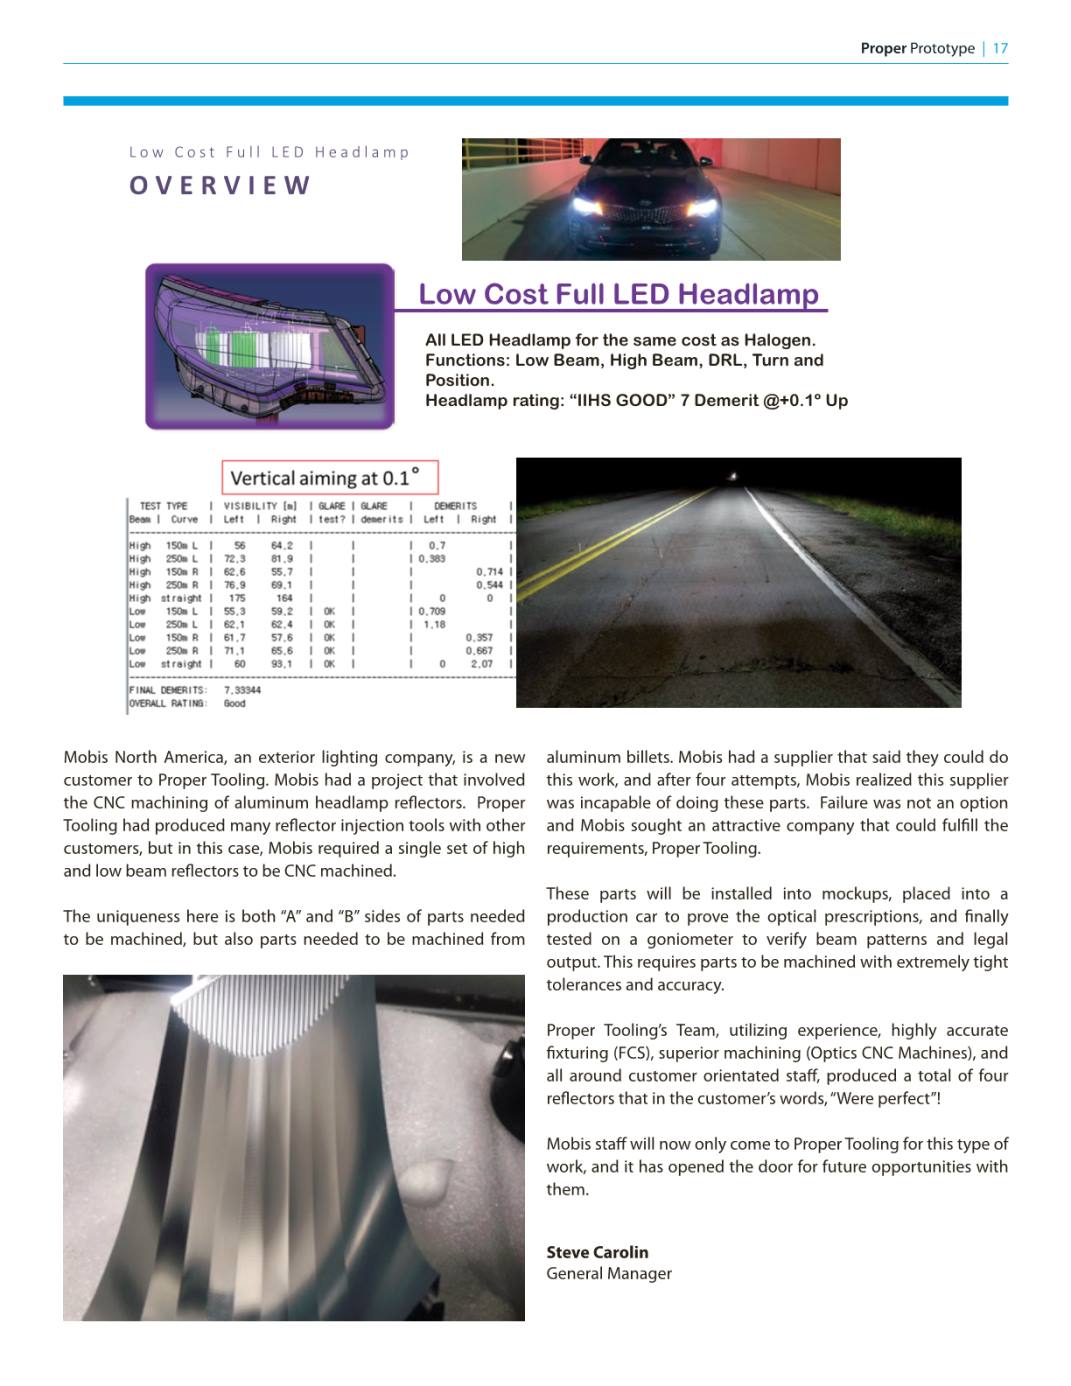 Proper Prototype | 17
Low Cost Full LED Headlamp
OVERVIEW
Low Cost Full LED Headlamp
All LED Headlamp for the same cost as Halogen.
Functions: Low Beam, High Beam, DRL, Turn and
Position.
Headlamp rating: “IIHS GOOD” 7 Demerit @+0.1º Up
Vertical aiming at 0.1°
TEST TYPE | VISIBILITY [m] | GLARE | GLARE | DEMERITS
Beam | Curve | Left | Right | test? | demerits | Left | Right |
High 150m L | 56 64,2 | | | 0,7 |
High 250m L | 72,3 81,9 | | | 0,383 |
High 150m R | 62,6 55,7 | | | 0,714 |
High 250m R | 76,9 69,1 | | | 0,544 |
High straight | 175 164 | | | 0 0 |
Low 150m L | 55,3 59,2 | OK | | 0,709 |
Low 250m L | 62,1 62,4 | OK | | 1,18 |
Low 150m R | 61,7 57,6 | OK | | 0,357 |
Low 250m R | 71,1 65,6 | OK | | 0,667 |
Low straight | 60 93,1 | OK | | 0 2,07 |
FINAL DEMERITS: 7,33344
OVERALL RATING: Good
Mobis North America, an exterior lighting company, is a new
customer to Proper Tooling. Mobis had a project that involved
the CNC machining of aluminum headlamp reflectors. Proper
Tooling had produced many reflector injection tools with other
customers, but in this case, Mobis required a single set of high
and low beam reflectors to be CNC machined.
The uniqueness here is both “A” and “B” sides of parts needed
to be machined, but also parts needed to be machined from
aluminum billets. Mobis had a supplier that said they could do
this work, and after four attempts, Mobis realized this supplier
was incapable of doing these parts. Failure was not an option
and Mobis sought an attractive company that could fulfill the
requirements, Proper Tooling.
These parts will be installed into mockups, placed into a
production car to prove the optical prescriptions, and finally
tested on a goniometer to verify beam patterns and legal
output. This requires parts to be machined with extremely tight
tolerances and accuracy.
Proper Tooling’s Team, utilizing experience, highly accurate
fixturing (FCS), superior machining (Optics CNC Machines), and
all around customer orientated staff, produced a total of four
reflectors that in the customer’s words, “Were perfect”!
Mobis staff will now only come to Proper Tooling for this type of
work, and it has opened the door for future opportunities with
them.
Steve Carolin
General Manager